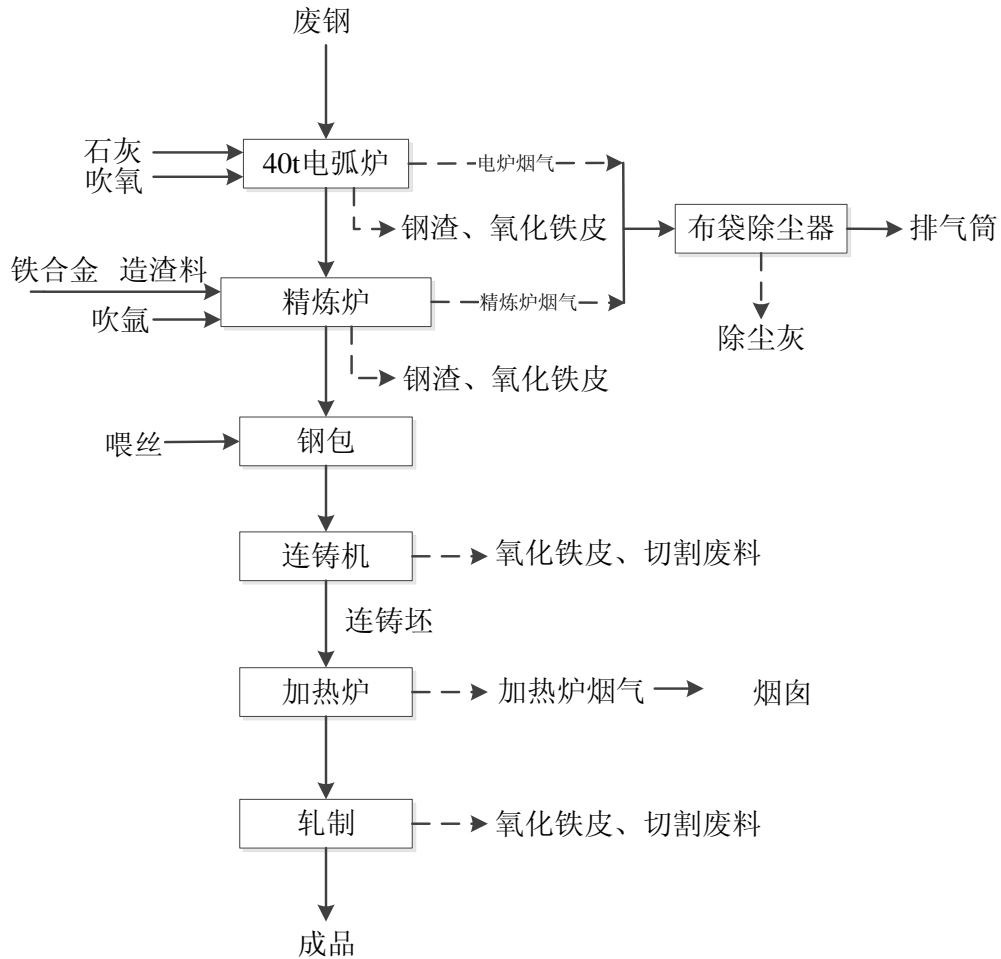 废钢
石灰
吹氧
40t电弧炉
电炉烟气
钢渣、氧化铁皮
布袋除尘器
排气筒
铁合金 造渣料
吹氩
精炼炉
精炼炉烟气
除尘灰
钢渣、氧化铁皮
喂丝
钢包
连铸机
氧化铁皮、切割废料
连铸坯
加热炉
加热炉烟气
烟囱
轧制
氧化铁皮、切割废料
成品